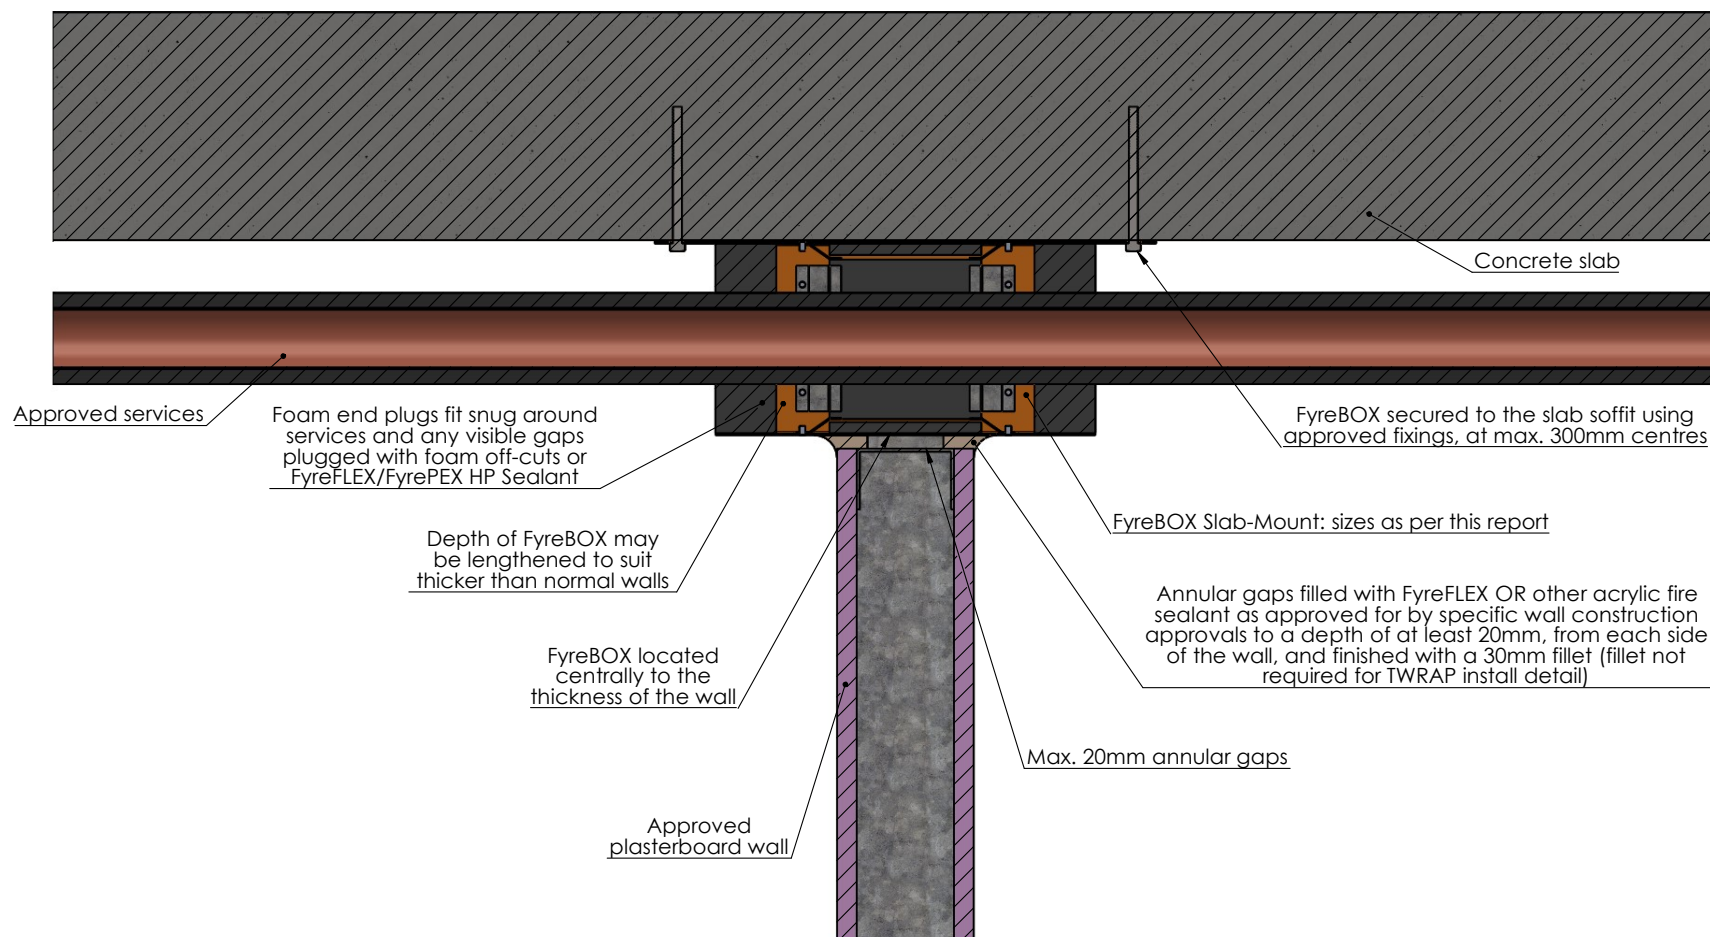 Concrete slab
Approved services
Foam end plugs fit snug around
services and any visible gaps
plugged with foam off-cuts or
FyreFLEX/FyrePEX HP Sealant
FyreBOX secured to the slab soffit using
approved fixings, at max. 300mm centres
Depth of FyreBOX may
be lengthened to suit
thicker than normal walls
FyreBOX Slab-Mount: sizes as per this report
Annular gaps filled with FyreFLEX OR other acrylic fire
sealant as approved for by specific wall construction
approvals to a depth of at least 20mm, from each side
of the wall, and finished with a 30mm fillet (fillet not
required for TWRAP install detail)
FyreBOX located
centrally to the
thickness of the wall
Max. 20mm annular gaps
Approved
plasterboard wall